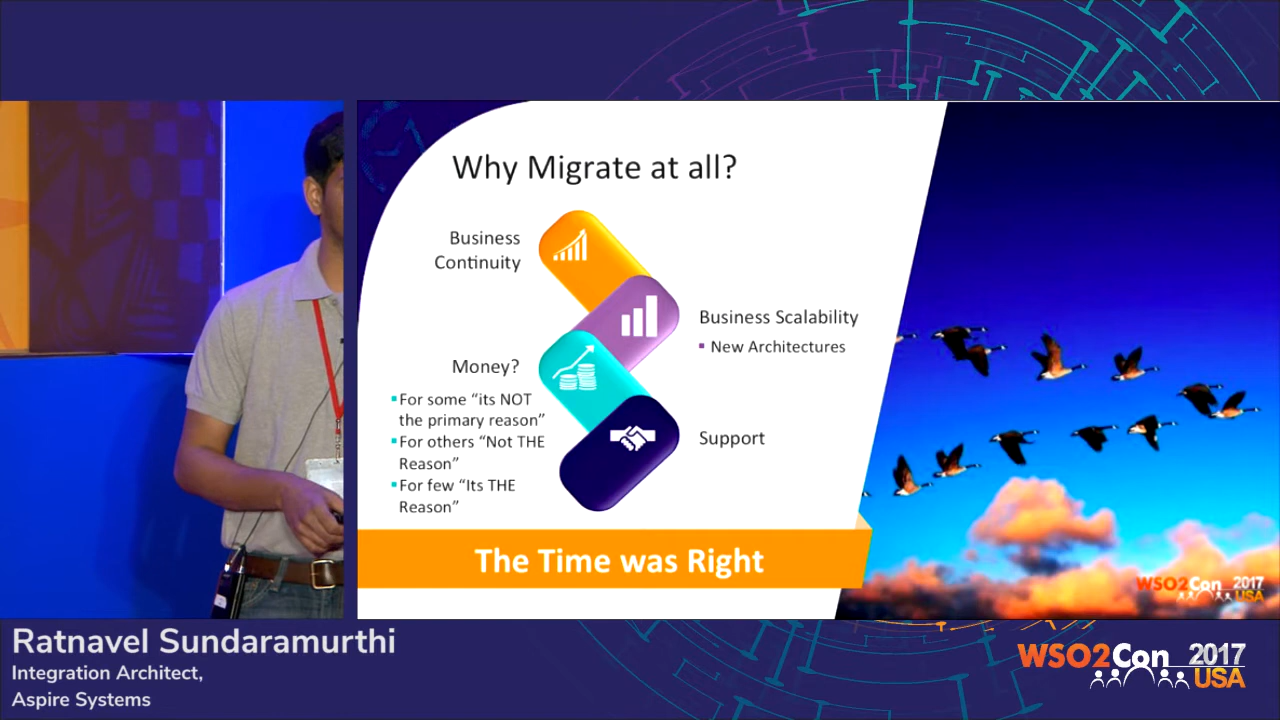 Why Migrate at all?
Business
Continuity
Business Scalability
▪ New Architectures
Money?
▪For some “its NOT
the primary reason”
▪For others “Not THE
Reason”
▪For few “Its THE
Reason”
Support
The Time was Right
WSO2Con 2017
USA
Ratnavel Sundaramurthi
Integration Architect,
Aspire Systems
WSO2Con 2017
USA